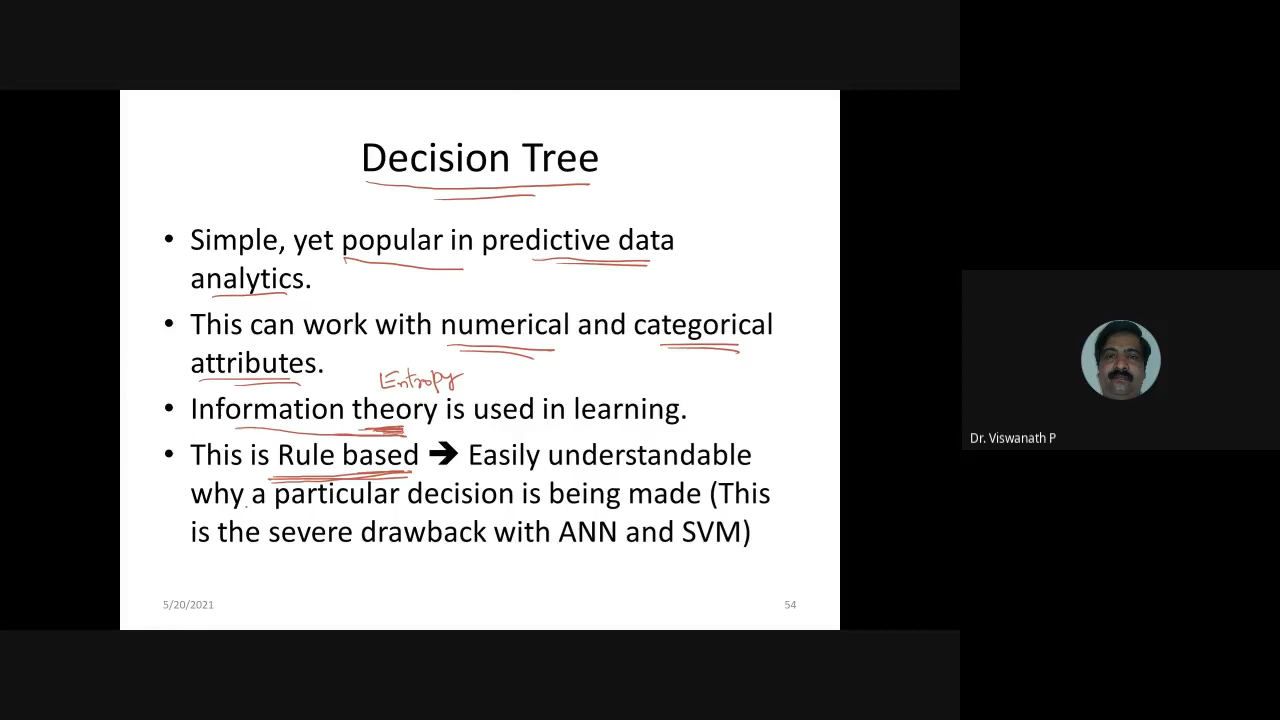 Decision Tree
• Simple, yet popular in predictive data
analytics.
• This can work with numerical and categorical
attributes.
Entropy
• Information theory is used in learning.
• This is Rule based ➔ Easily understandable
why a particular decision is being made (This
is the severe drawback with ANN and SVM)
5/20/2021
54
Dr. Viswanath P